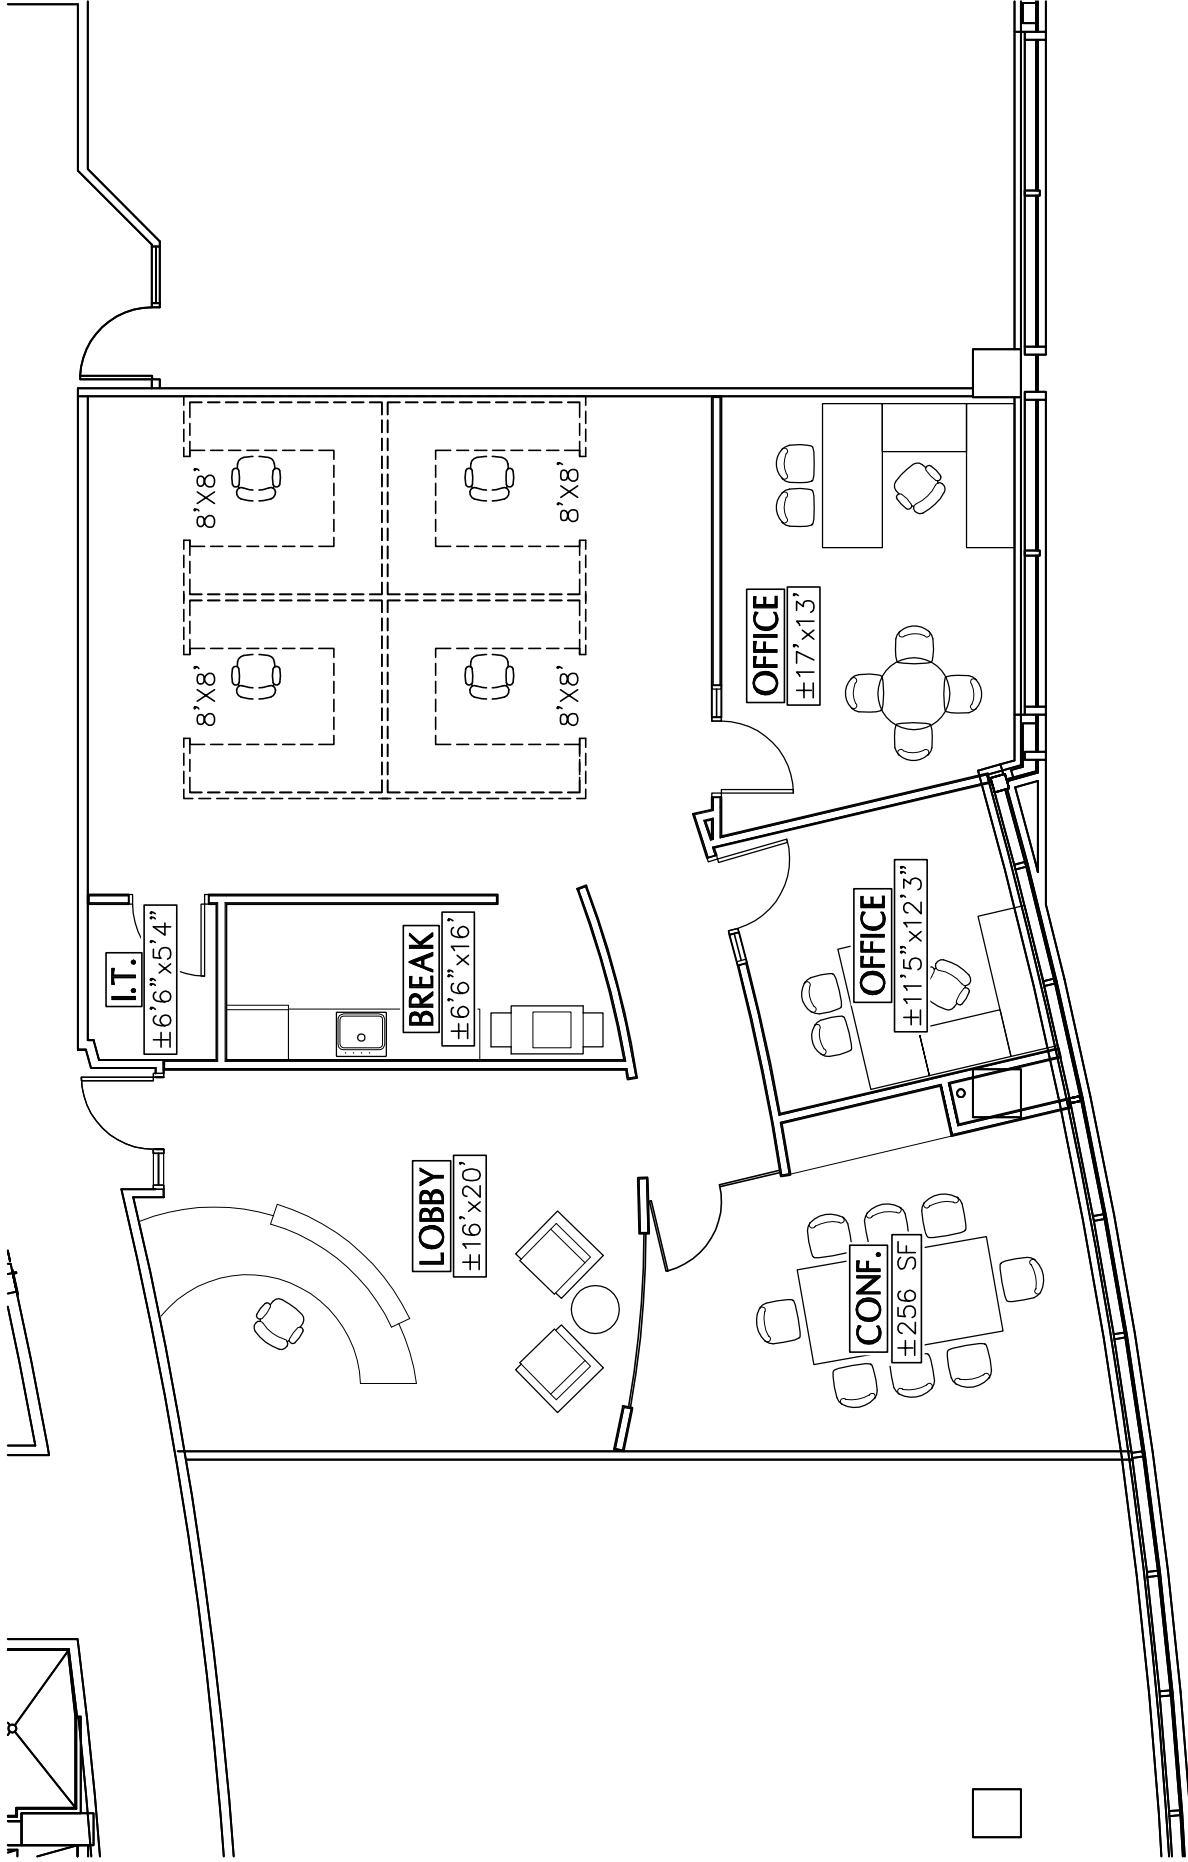 8'X8'
8'X8'
8'X8'
8'X8'
OFFICE
±17'x13'
OFFICE
±11'5"x12'3"
I.T.
±6'6"x5'4"
BREAK
±6'6"x16'
LOBBY
±16'x20'
CONF.
±256 SF